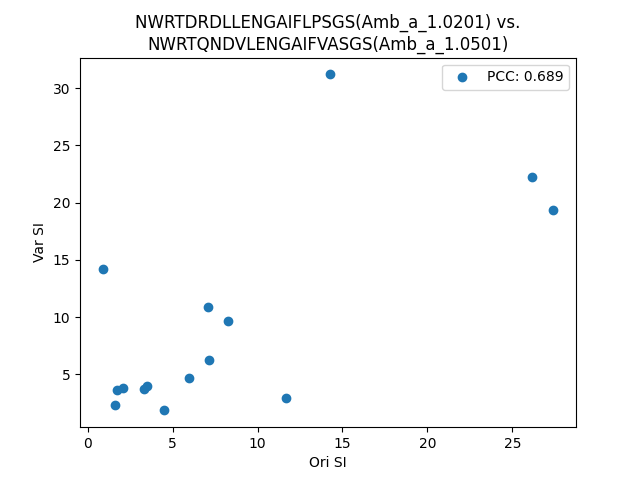 NWRTDRDLLENGAIFLPSGS(Amb_a_1.0201) vs.
NWRTQNDVLENGAIFVASGS(Amb_a_1.0501)
PCC: 0.689
Var SI
30
25
20
15
10
5
0 5 10 15 20 25
Ori SI